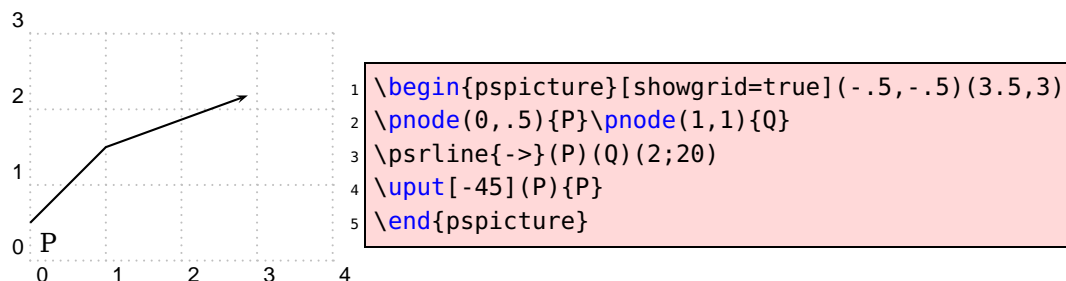 3
2
1
0
P
0 1 2 3 4
1 \begin{pspicture}[showgrid=true](-.5,-.5)(3.5,3)
2 \pnode(0,.5){P}\pnode(1,1){Q}
3 \psrline{->}(P)(Q)(2;20)
4 \uput[-45](P){P}
5 \end{pspicture}